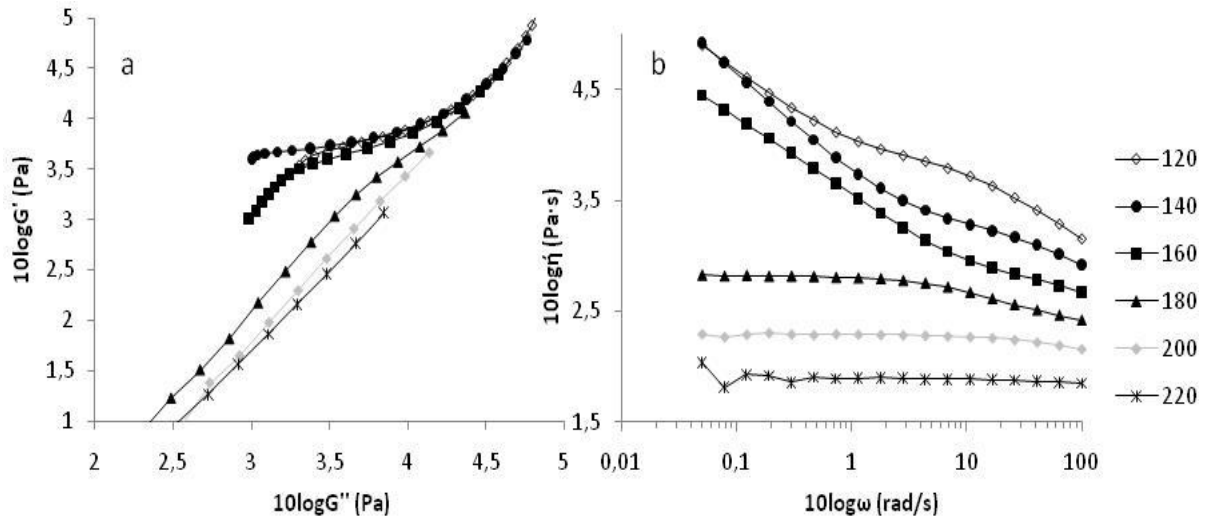 a
5
4,5
4
3,5
3
2,5
2
1,5
1
10logG' (Pa)
2 2,5 3 3,5 4 4,5 5
10logG'' (Pa)
b
4,5
3,5
2,5
1,5
10logή (Pa·s)
0,01 0,1 1 10 100
10logω (rad/s)
120
140
160
180
200
220